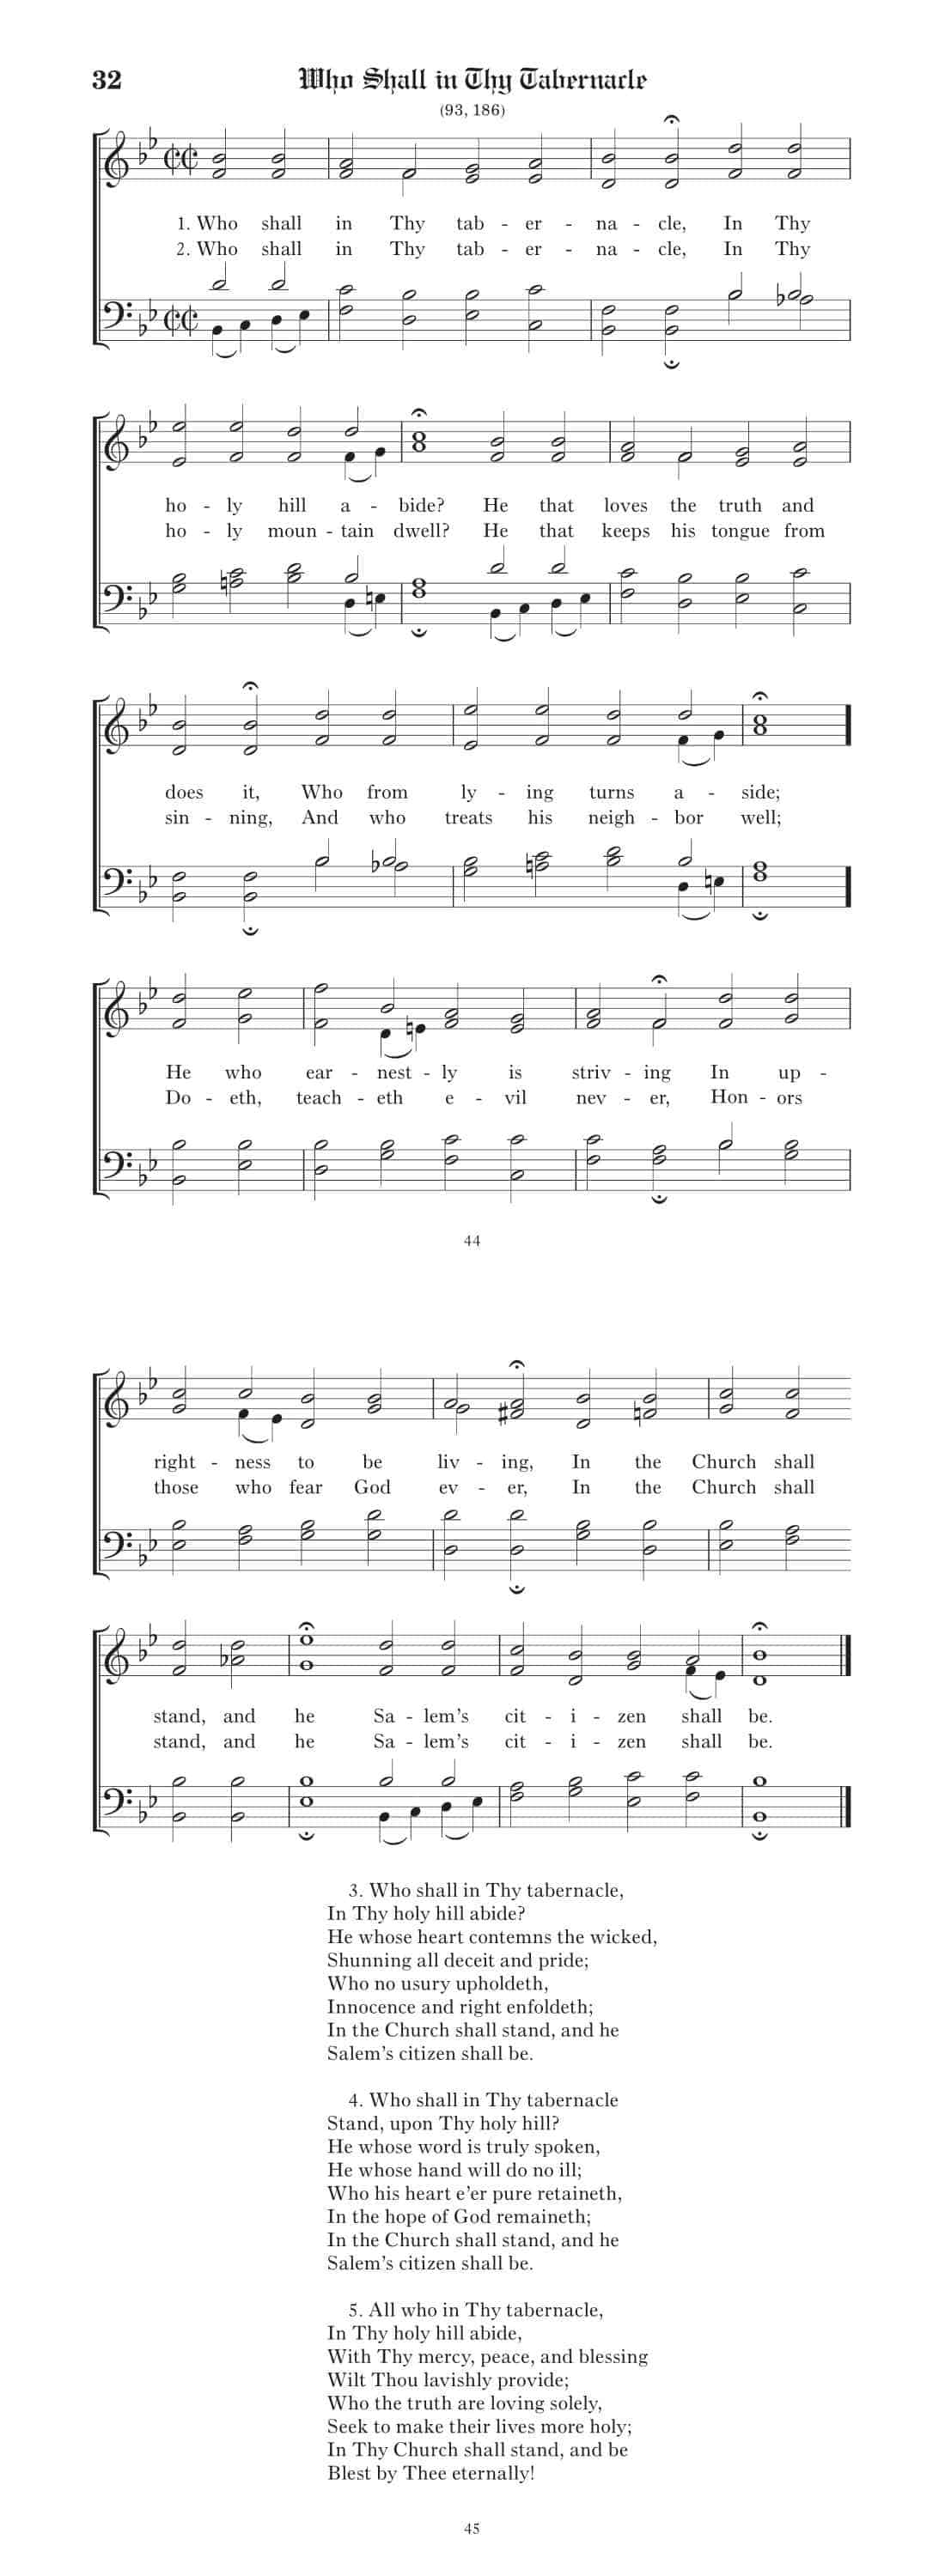 32 Who Shall in Thy Tabernacle
(93, 186)
1. Who shall in Thy tab - er - na - cle, In Thy
2. Who shall in Thy tab - er - na - cle, In Thy
ho - ly hill a - bide? He that loves the truth and
ho - ly moun - tain dwell? He that keeps his tongue from
does it, Who from ly - ing turns a - side;
sin - ning, And who treats his neigh - bor well;
He who ear - nest - ly is striv - ing In up -
Do - eth, teach - eth e - vil nev - er, Hon - ors
44
right - ness to be liv - ing, In the Church shall
those who fear God ev - er, In the Church shall
stand, and he Sa - lem's cit - i - zen shall be.
stand, and he Sa - lem's cit - i - zen shall be.
3. Who shall in Thy tabernacle,
In Thy holy hill abide?
He whose heart contemns the wicked,
Shunning all deceit and pride;
Who no usury upholdeth,
Innocence and right enfoldeth;
In the Church shall stand, and he
Salem's citizen shall be.
4. Who shall in Thy tabernacle
Stand, upon Thy holy hill?
He whose word is truly spoken,
He whose hand will do no ill;
Who his heart e'er pure retaineth,
In the hope of God remaineth;
In the Church shall stand, and he
Salem's citizen shall be.
5. All who in Thy tabernacle,
In Thy holy hill abide,
With Thy mercy, peace, and blessing
Wilt Thou lavishly provide;
Who the truth are loving solely,
Seek to make their lives more holy;
In Thy Church shall stand, and be
Blest by Thee eternally!
45